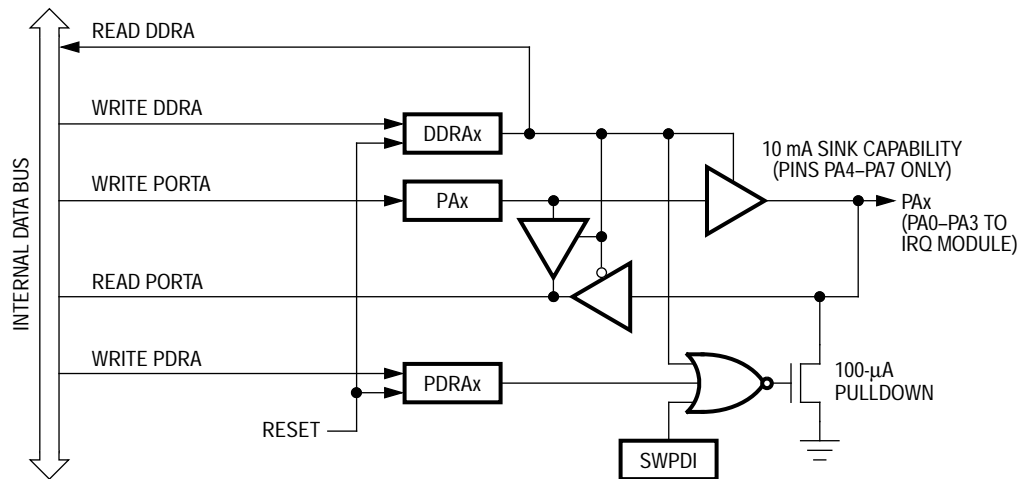 READ DDRA
WRITE DDRA
DDRAx
10 mA SINK CAPABILITY
(PINS PA4–PA7 ONLY)
WRITE PORTA
PAx
PAx
(PA0–PA3 TO
IRQ MODULE)
INTERNAL DATA BUS
READ PORTA
WRITE PDRA
PDRAx
100-μA
PULLDOWN
RESET
SWPDI